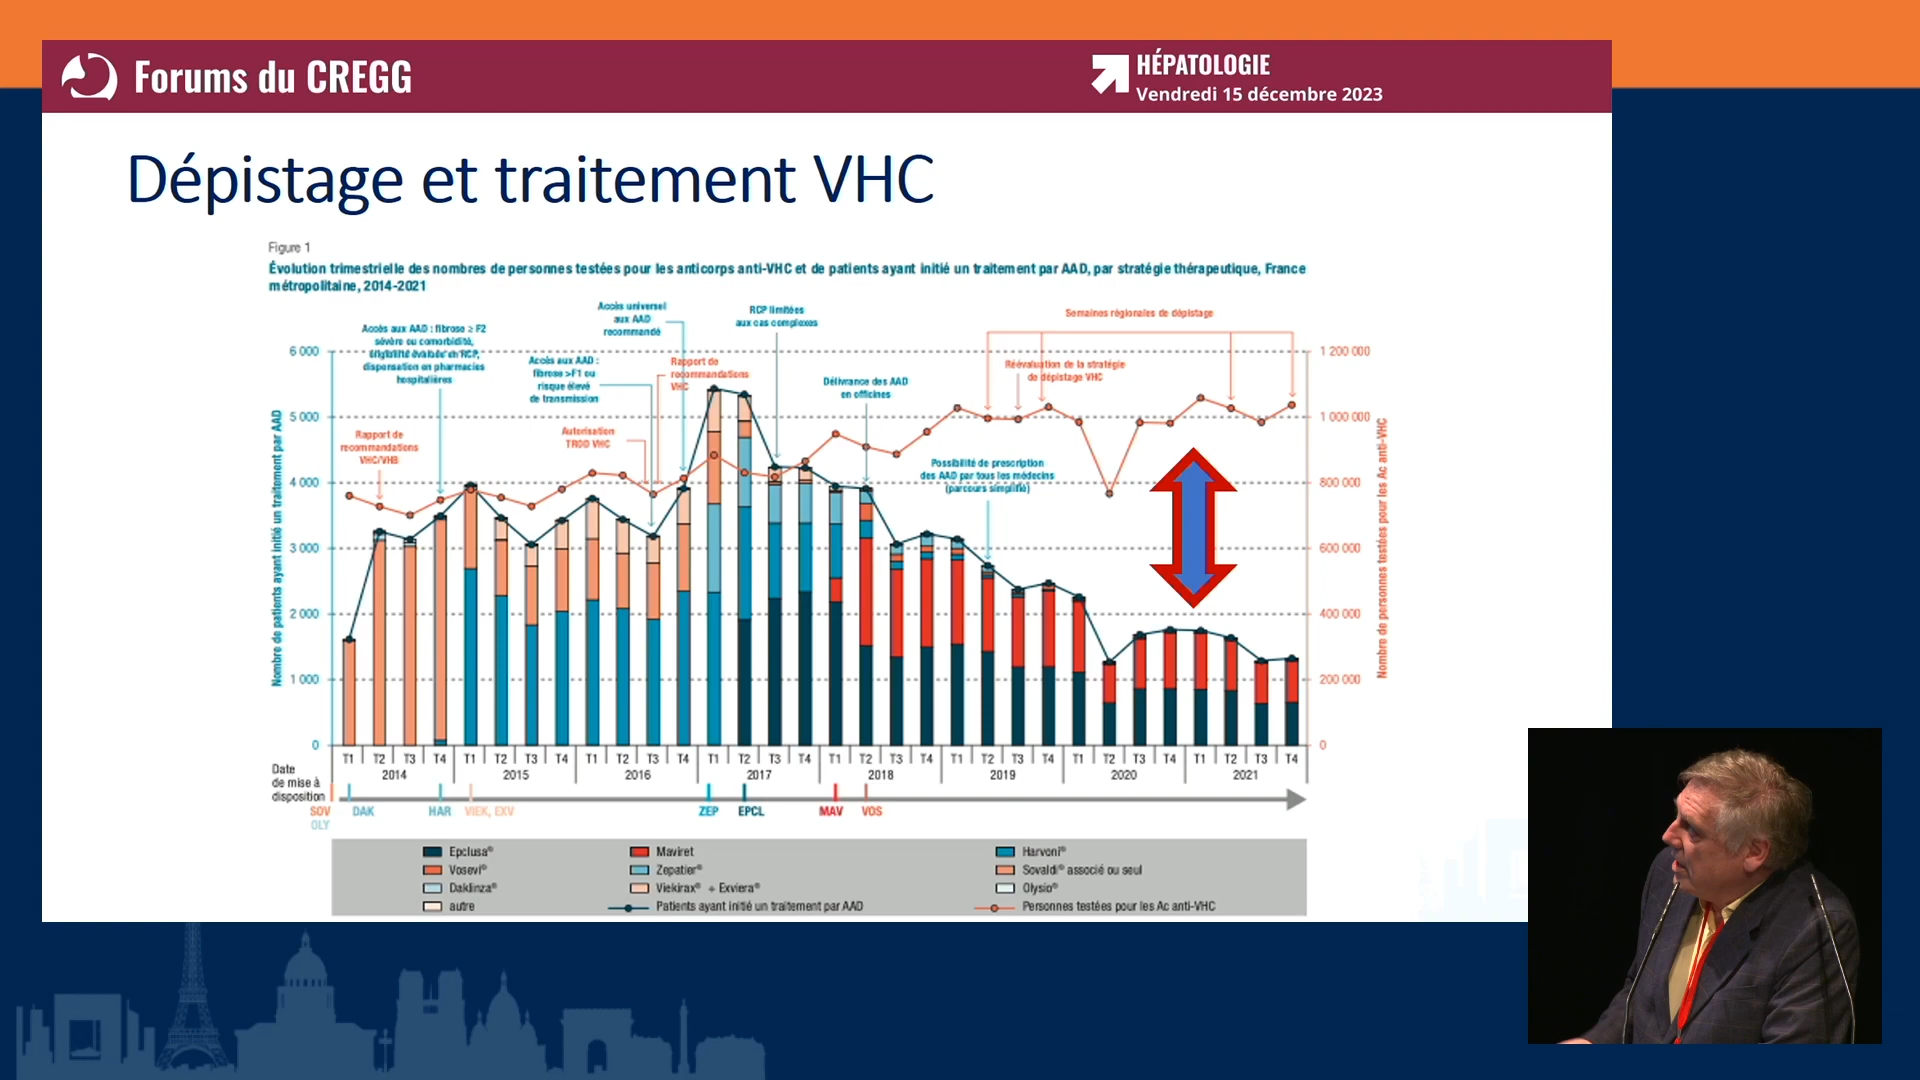 Forums du CREGG
HÉPATOLOGIE
Vendredi 15 décembre 2023
Dépistage et traitement VHC
Figure 1
Évolution trimestrielle des nombres de personnes testées pour les anticorps anti-VHC et de patients ayant initié un traitement par AAD, par stratégie thérapeutique, France
métropolitaine, 2014-2021
Accès aux AAD : fibrose ≥ F2
sévère ou comorbidité,
éligibilité évaluée en RCP,
dispensation en pharmacies
hospitalières
Accès universel
aux AAD
recommandé
RCP limitées
aux cas complexes
Semaines régionales de dépistage
Accès aux AAD :
fibrose >F1 ou
risque élevé
de transmission
Rapport de
recommandations
VHC
Délivrance des AAD
en officines
Réévaluation de la stratégie
de dépistage VHC
Rapport de
recommandations
VHC/VHB
Autorisation
TROD VHC
Possibilité de prescription
des AAD par tous les médecins
(parcours simplifié)
Nombre de patients ayant initié un traitement par AAD
6 000
5 000
4 000
3 000
2 000
1 000
0
1 200 000
1 000 000
800 000
600 000
400 000
200 000
0
Nombre de personnes testées pour les Ac anti-VHC
T1 T2 T3 T4 T1 T2 T3 T4 T1 T2 T3 T4 T1 T2 T3 T4 T1 T2 T3 T4 T1 T2 T3 T4 T1 T2 T3 T4 T1 T2 T3 T4
2014 2015 2016 2017 2018 2019 2020 2021
Date
de mise à
disposition
SOV DAK HAR VIEK, EXV ZEP EPCL MAV VOS
OLY
Epclusa® Maviret Harvoni®
Vosevi® Zepatier® Sovaldi® associé ou seul
Daklinza® Viekirax® + Exviera® Olysio®
autre Patients ayant initié un traitement par AAD Personnes testées pour les Ac anti-VHC